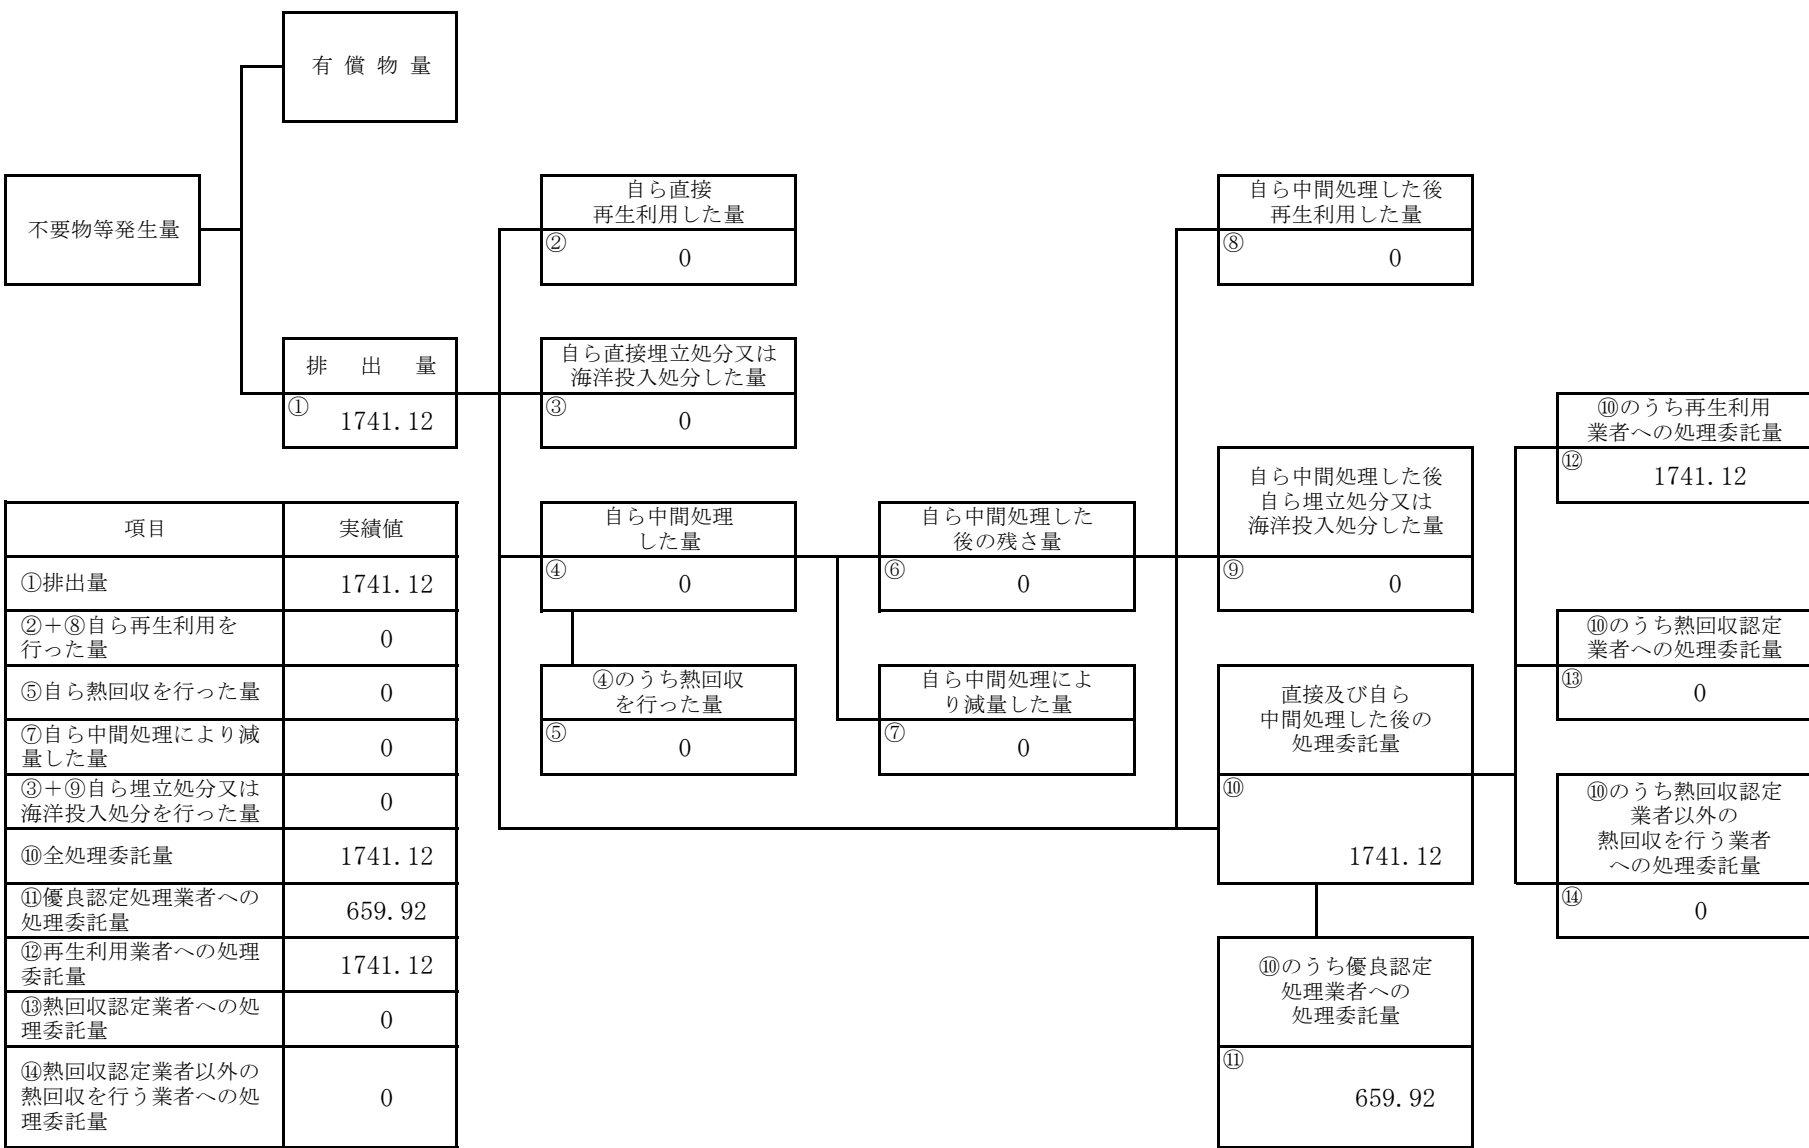 有償物量
不要物等発生量
自ら直接
再生利用した量
②
0
自ら中間処理した後
再生利用した量
⑧
0
排出量
①
1741.12
自ら直接埋立処分又は
海洋投入処分した量
③
0
⑩のうち再生利用
業者への処理委託量
⑫
1741.12
自ら中間処理
した量
④
0
自ら中間処理した
後の残さ量
⑥
0
自ら中間処理した後
自ら埋立処分又は
海洋投入処分した量
⑨
0
⑩のうち熱回収認定
業者への処理委託量
⑬
0
④のうち熱回収
を行った量
⑤
0
自ら中間処理によ
り減量した量
⑦
0
直接及び自ら
中間処理した後の
処理委託量
⑩
1741.12
⑩のうち熱回収認定
業者以外の
熱回収を行う業者
への処理委託量
⑭
0
⑩のうち優良認定
処理業者への
処理委託量
⑪
659.92
項目 実績値
①排出量 1741.12
②+⑧自ら再生利用を
行った量 0
⑤自ら熱回収を行った量 0
⑦自ら中間処理により減
量した量 0
③+⑨自ら埋立処分又は
海洋投入処分を行った量 0
⑩全処理委託量 1741.12
⑪優良認定処理業者への
処理委託量 659.92
⑫再生利用業者への処理
委託量 1741.12
⑬熱回収認定業者への処
理委託量 0
⑭熱回収認定業者以外の
熱回収を行う業者への処
理委託量 0